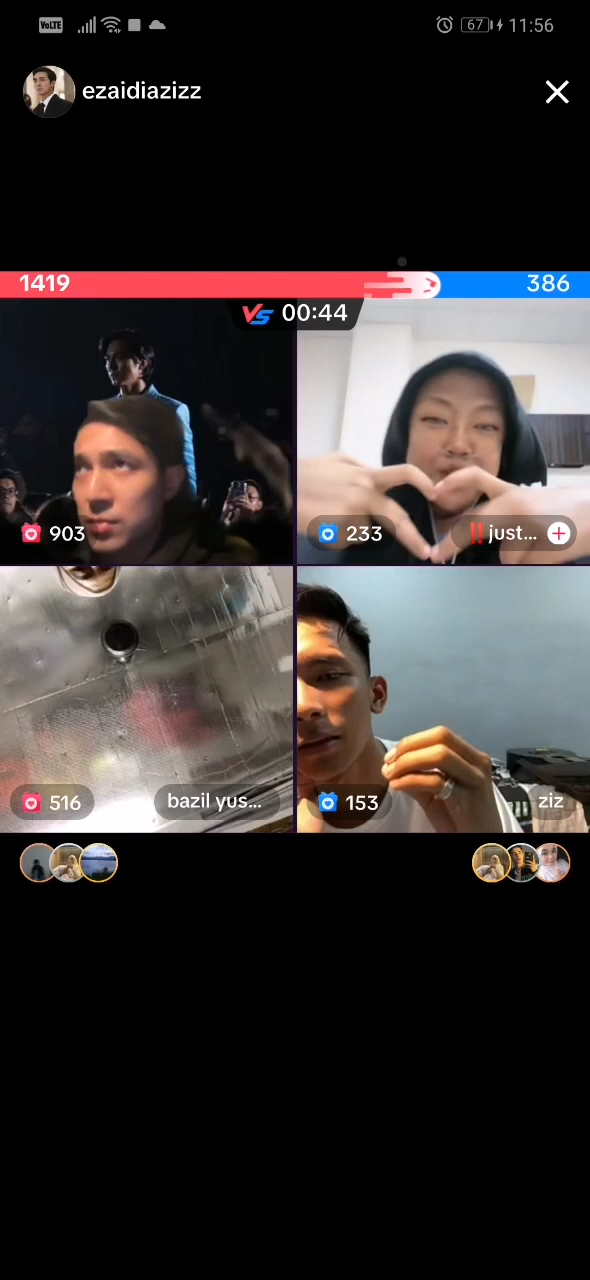 VoLTE
67
11:56
ezaidiazizz
1419
386
VS 00:44
903
233
‼️just...
516
bazil yus...
153
ziz